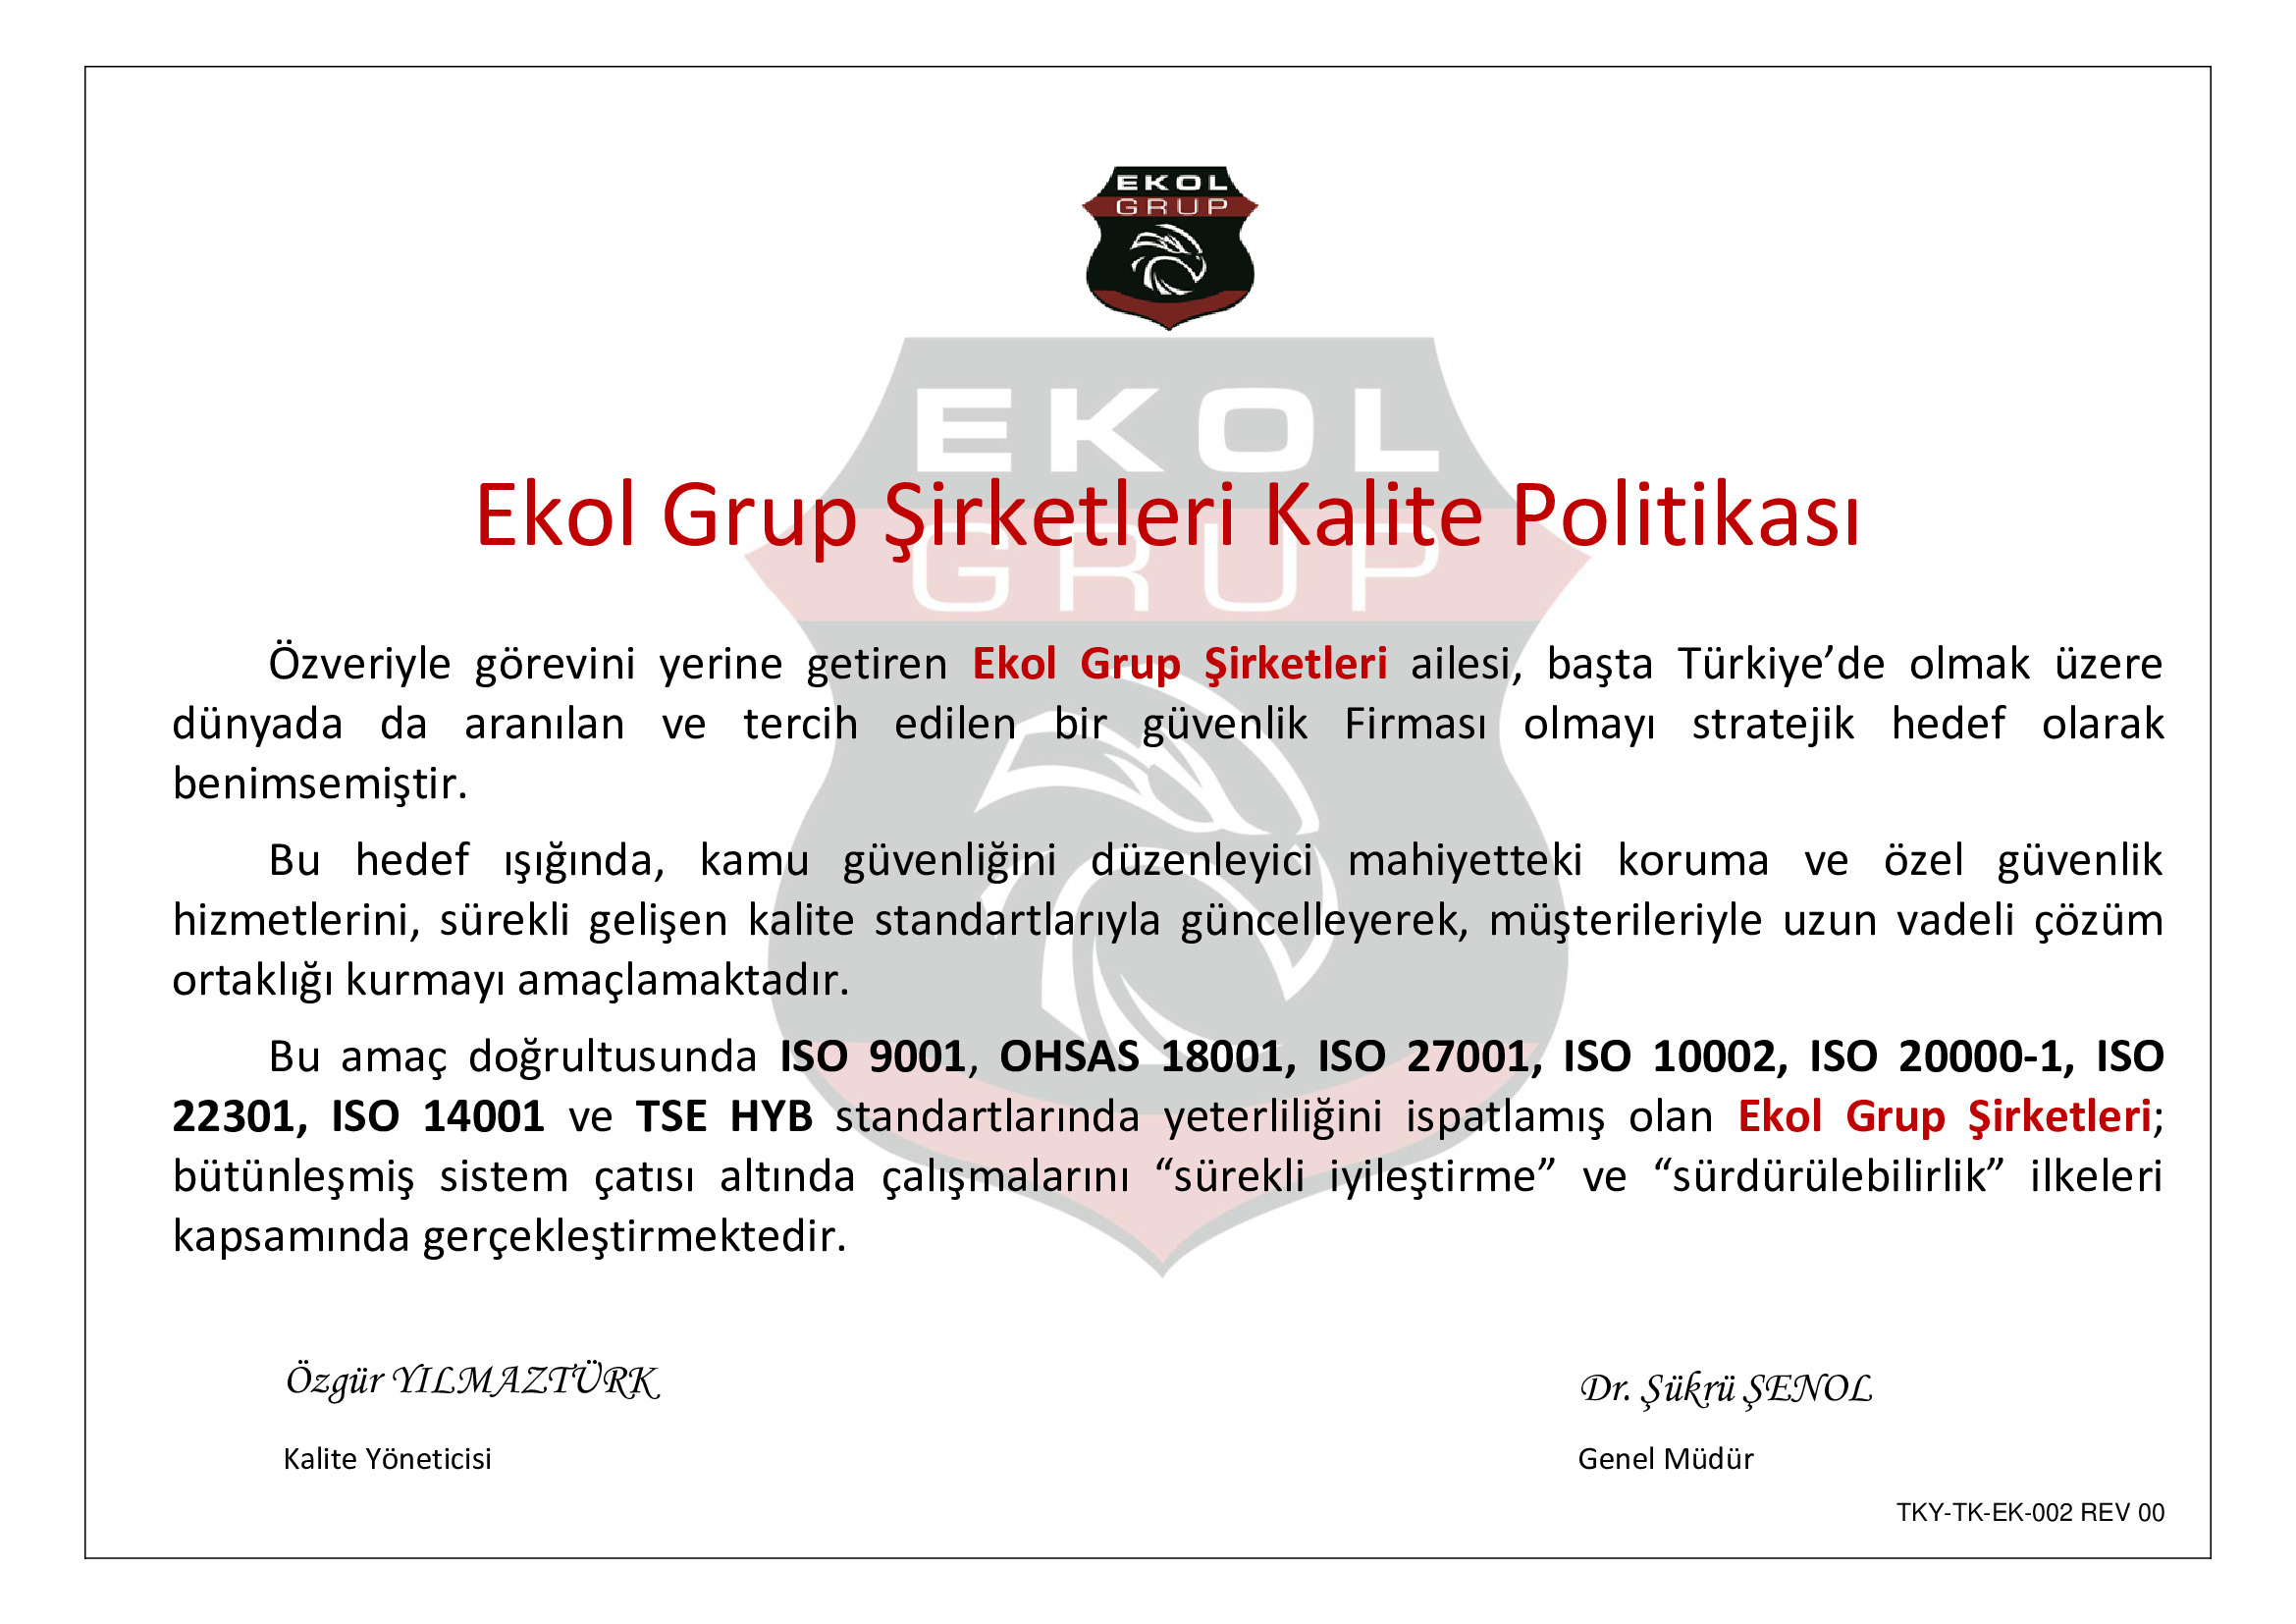 EKOL
GRUP
EKOL
GRUP
Ekol Grup Şirketleri Kalite Politikası
Özveriyle görevini yerine getiren Ekol Grup Şirketleri ailesi, başta Türkiye’de olmak üzere
dünyada da aranılan ve tercih edilen bir güvenlik Firması olmayı stratejik hedef olarak
benimsemiştir.
Bu hedef ışığında, kamu güvenliğini düzenleyici mahiyetteki koruma ve özel güvenlik
hizmetlerini, sürekli gelişen kalite standartlarıyla güncelleyerek, müşterileriyle uzun vadeli çözüm
ortaklığı kurmayı amaçlamaktadır.
Bu amaç doğrultusunda ISO 9001, OHSAS 18001, ISO 27001, ISO 10002, ISO 20000-1, ISO
22301, ISO 14001 ve TSE HYB standartlarında yeterliliğini ispatlamış olan Ekol Grup Şirketleri;
bütünleşmiş sistem çatısı altında çalışmalarını “sürekli iyileştirme” ve “sürdürülebilirlik” ilkeleri
kapsamında gerçekleştirmektedir.
Özgür YILMAZTÜRK
Dr. Şükrü ŞENOL
Kalite Yöneticisi
Genel Müdür
TKY-TK-EK-002 REV 00